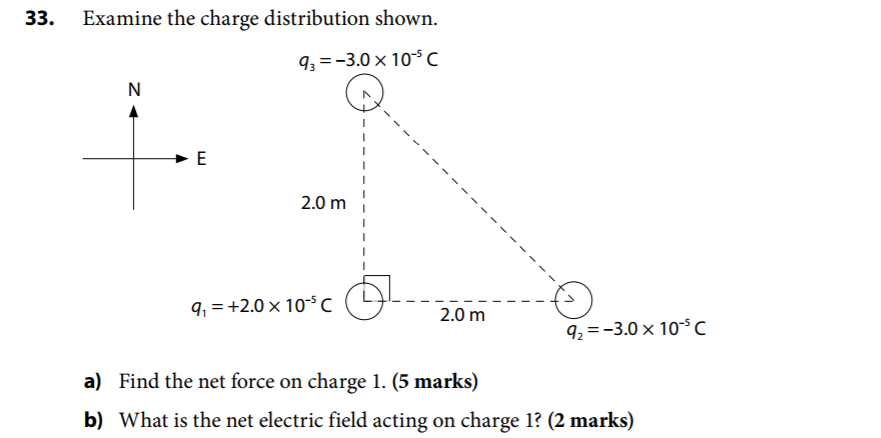 33. Examine the charge distribution shown.
q₃ = –3.0 × 10⁻⁵ C
N
E
2.0 m
q₁ = +2.0 × 10⁻⁵ C
2.0 m
q₂ = –3.0 × 10⁻⁵ C
a) Find the net force on charge 1. (5 marks)
b) What is the net electric field acting on charge 1? (2 marks)